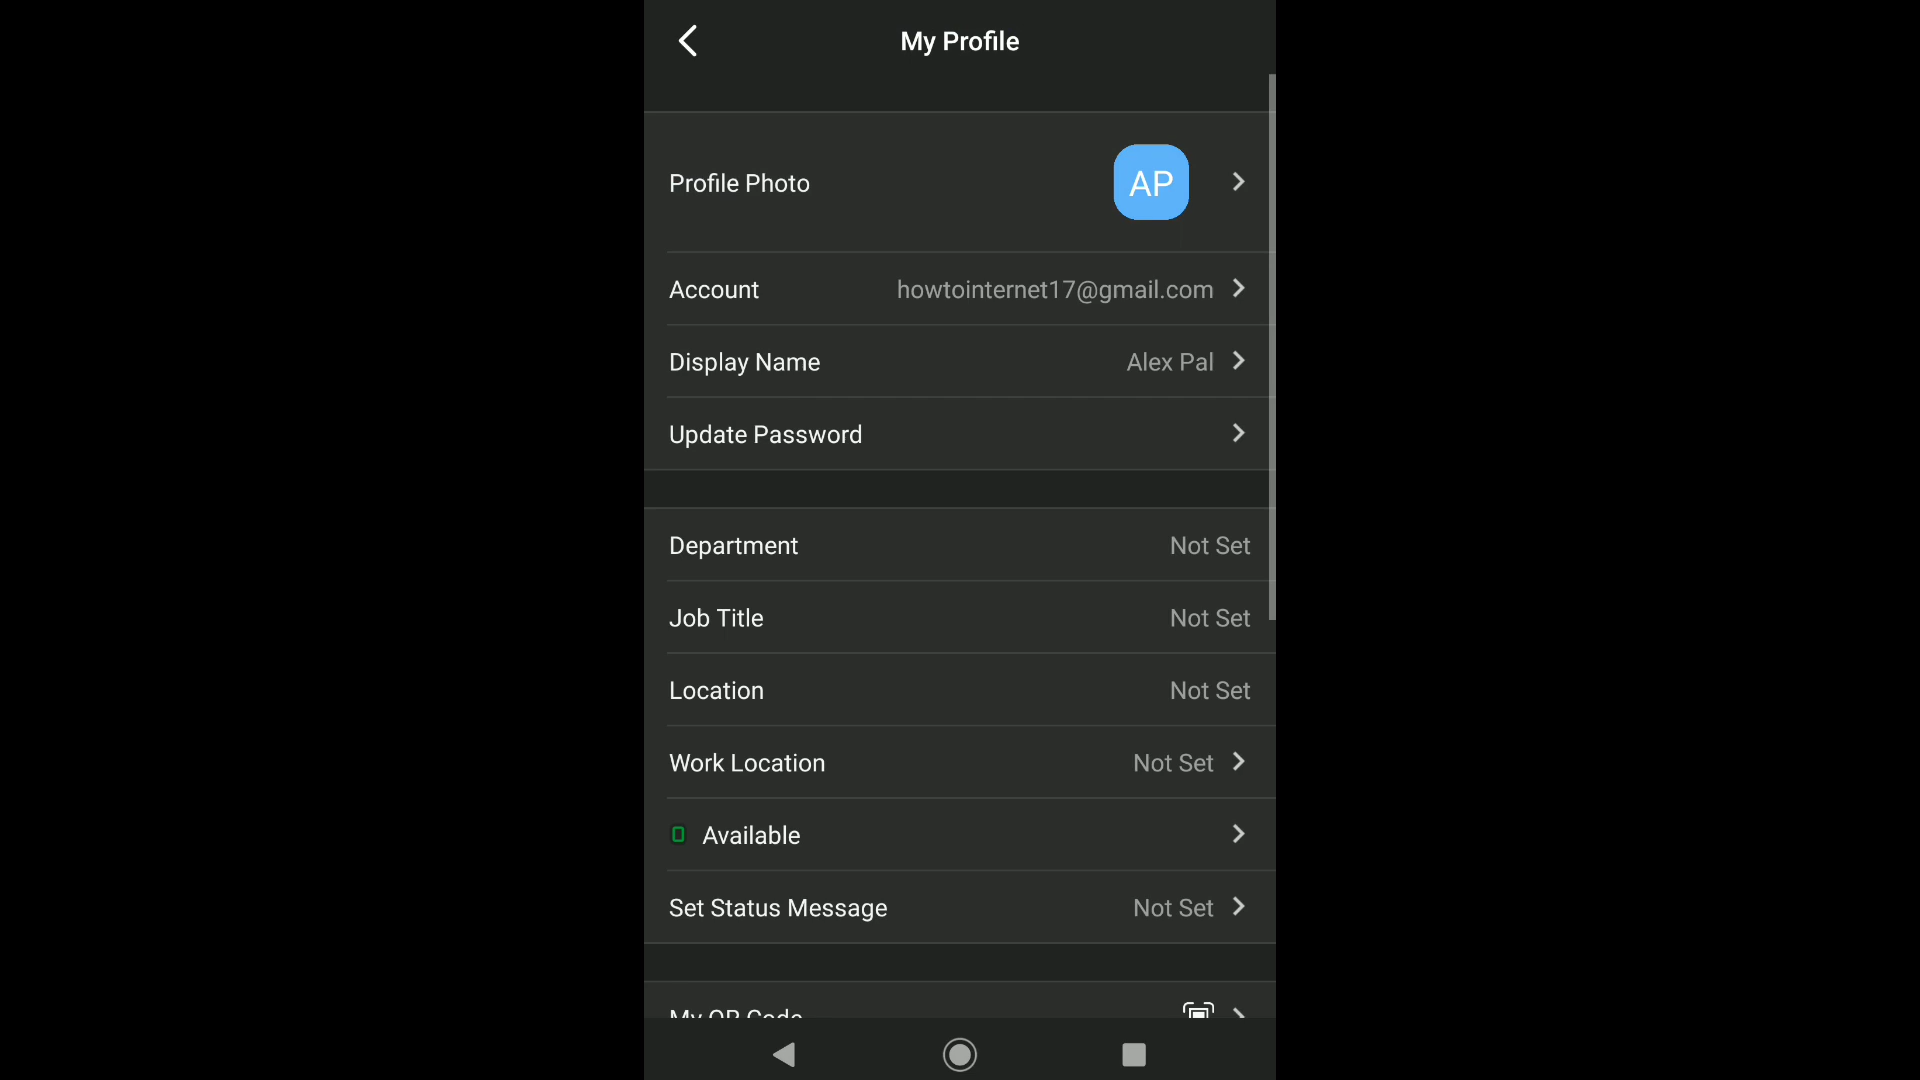 My Profile
Profile Photo AP
Account howtointernet17@gmail.com
Display Name Alex Pal
Update Password
Department Not Set
Job Title Not Set
Location Not Set
Work Location Not Set
Available
Set Status Message Not Set
My QR Code